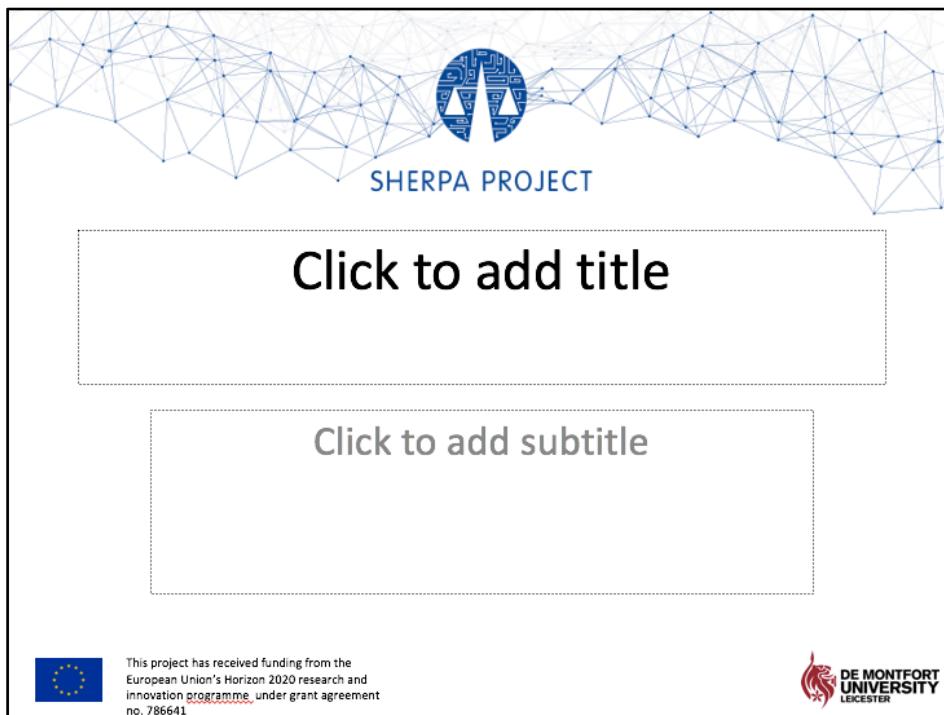 SHERPA PROJECT
Click to add title
Click to add subtitle
This project has received funding from the
European Union's Horizon 2020 research and
innovation programme under grant agreement
no. 786641
DE MONTFORT
UNIVERSITY
LEICESTER